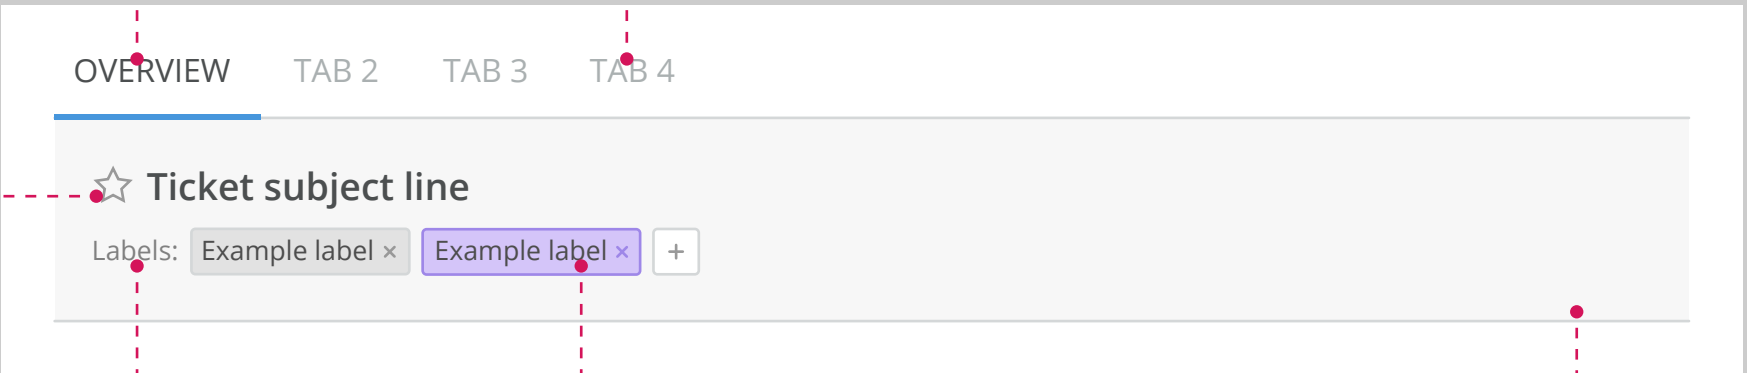 OVERVIEW TAB 2 TAB 3 TAB 4
Ticket subject line
Labels: Example label × Example label × +